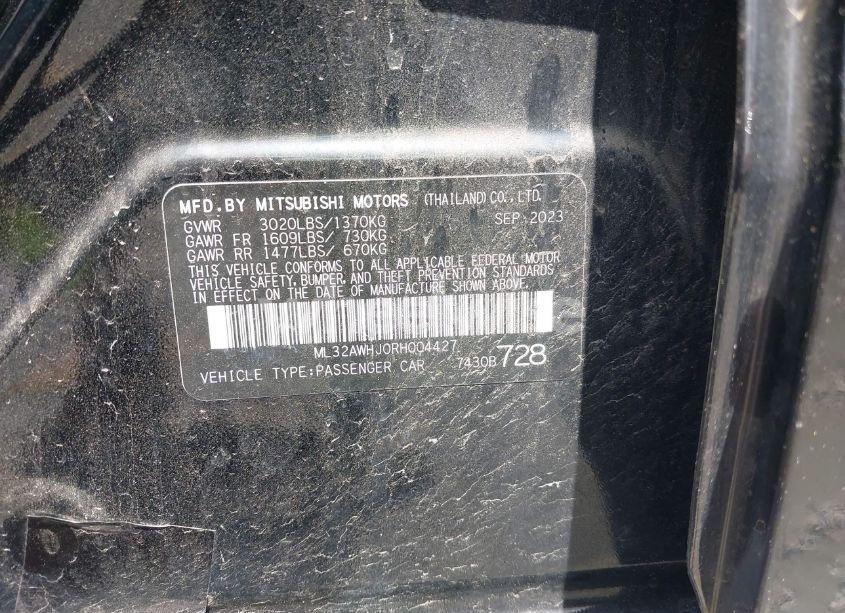 MFD.BY MITSUBISHI MOTORS (THAILAND)CO.,LTD.
GVWR 3020LBS/1370KG SEP.2023
GAWR FR 1609LBS/ 730KG
GAWR RR 1477LBS/ 670KG
THIS VEHICLE CONFORMS TO ALL APPLICABLE FEDERAL MOTOR
VEHICLE SAFETY, BUMPER, AND THEFT PREVENTION STANDARDS
IN EFFECT ON THE DATE OF MANUFACTURE SHOWN ABOVE.
ML32AWHJ0RH004427
VEHICLE TYPE:PASSENGER CAR 7430B 728